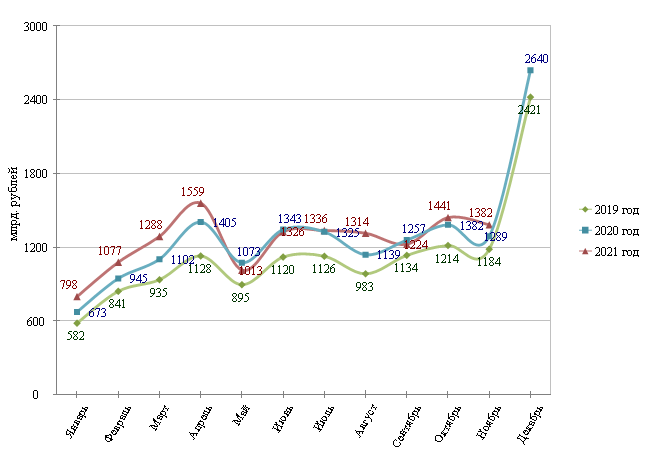 3000
2400
1800
1200
600
0
млрд. рублей
2640
2421
1559
1288
1077
798
1405
1343
1336
1314
1441
1382
1326
1325
1257
1382
1289
1073
1102
1128
1013
1139
1224
945
673
582
841
935
895
1120
1126
983
1134
1214
1184
2019 год
2020 год
2021 год
Январь
Февраль
Март
Апрель
Май
Июнь
Июль
Август
Сентябрь
Октябрь
Ноябрь
Декабрь